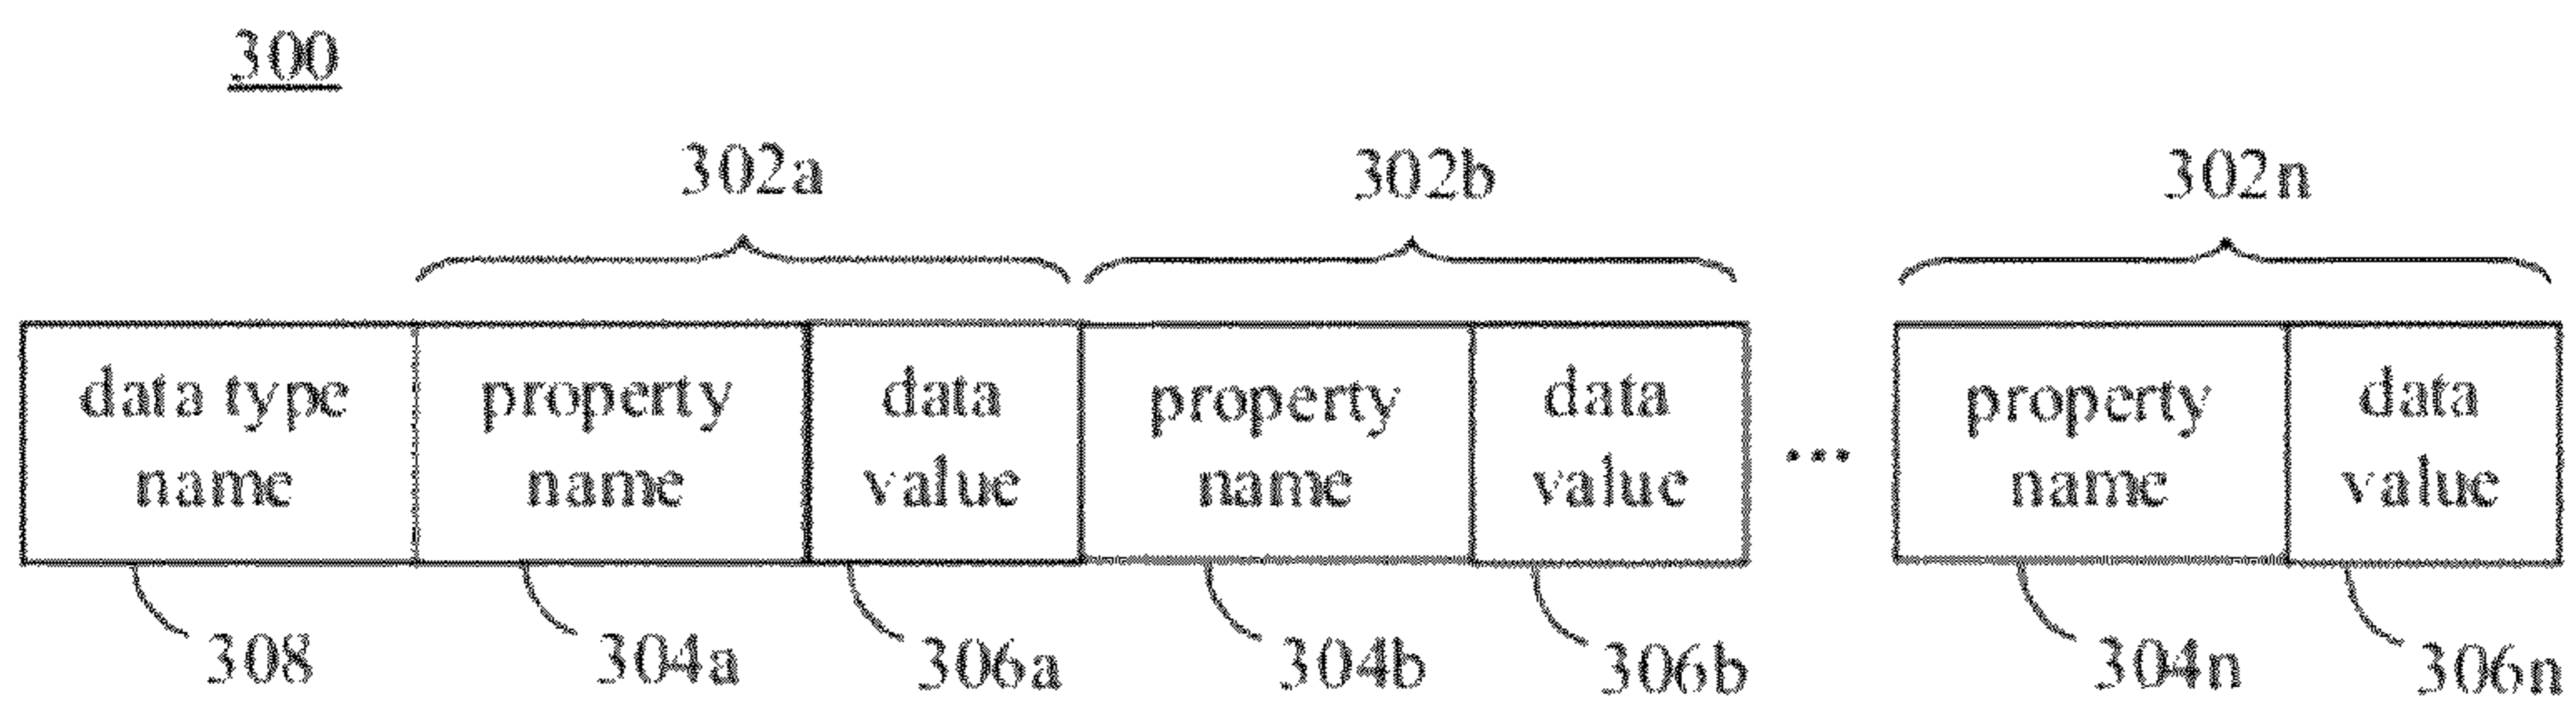 300
302a 302b 302n
data type property data property data ... property data
name name value name value name value
308 304a 306a 304b 306b 304n 306n